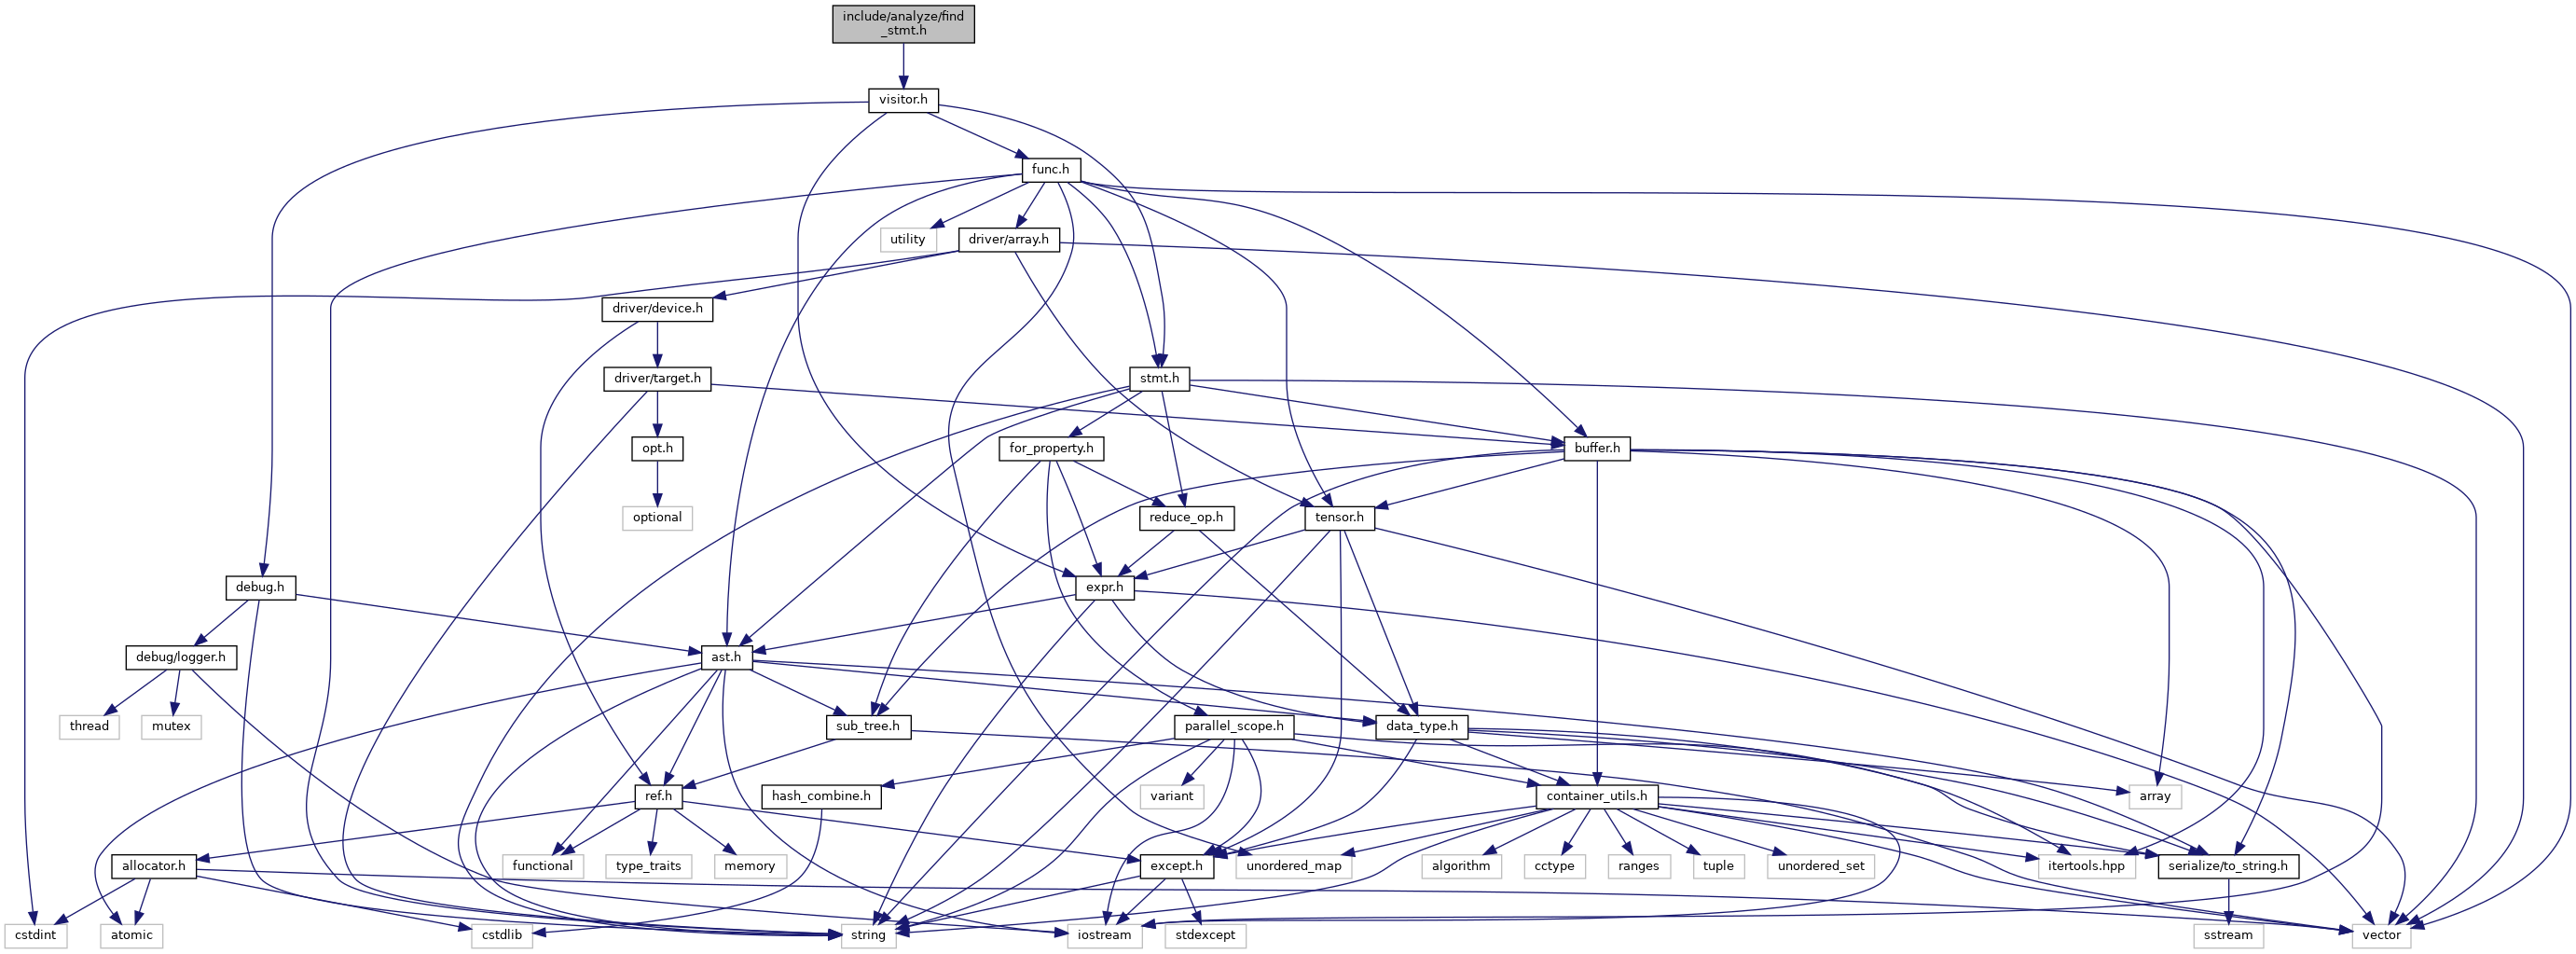 include/analyze/find
_stmt.h
visitor.h
func.h
utility
driver/array.h
driver/device.h
driver/target.h
stmt.h
opt.h
for_property.h
buffer.h
optional
reduce_op.h
tensor.h
debug.h
expr.h
debug/logger.h
ast.h
thread
mutex
sub_tree.h
parallel_scope.h
data_type.h
ref.h
hash_combine.h
variant
container_utils.h
array
allocator.h
functional
type_traits
memory
except.h
unordered_map
algorithm
cctype
ranges
tuple
unordered_set
itertools.hpp
serialize/to_string.h
cstdint
atomic
cstdlib
string
iostream
stdexcept
sstream
vector